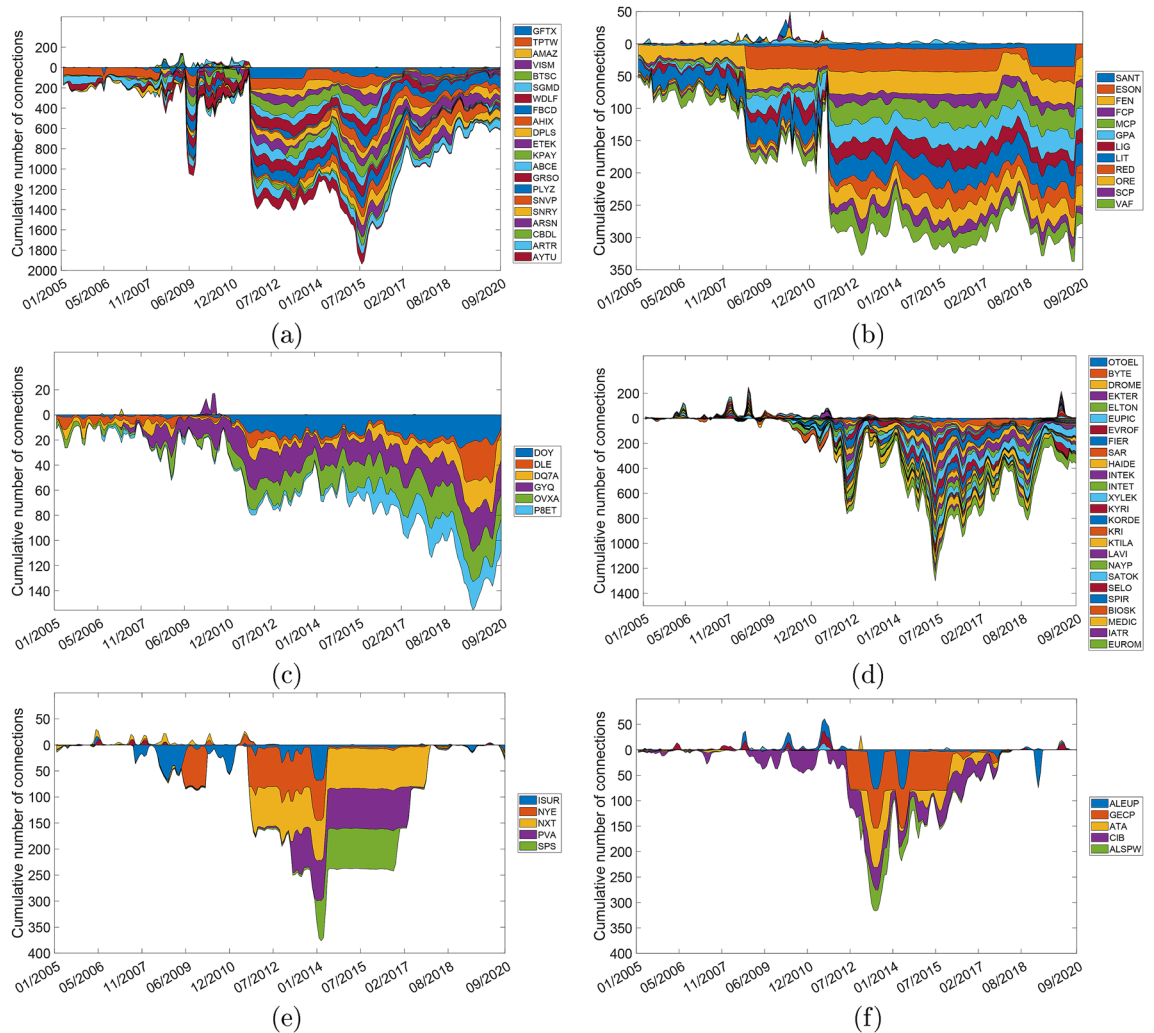 Cumulative number of connections
200
0
200
400
600
800
1000
1200
1400
1600
1800
2000
01/2005
05/2006
11/2007
06/2009
12/2010
07/2012
01/2014
07/2015
02/2017
08/2018
09/2020
GFTX
TPTW
AMAZ
VISM
BTSC
SGMD
WDLF
FBCD
AHIX
DPLS
ETEK
KPAY
ABCE
GRSO
PLYZ
SNVP
SNRY
ARSN
CBDL
ARTR
AYTU
(a)
Cumulative number of connections
50
0
50
100
150
200
250
300
350
01/2005
05/2006
11/2007
06/2009
12/2010
07/2012
01/2014
07/2015
02/2017
08/2018
09/2020
SANT
ESON
FEN
FCP
MCP
GPA
LIG
LIT
RED
ORE
SCP
VAF
(b)
Cumulative number of connections
20
0
20
40
60
80
100
120
140
01/2005
05/2006
11/2007
06/2009
12/2010
07/2012
01/2014
07/2015
02/2017
08/2018
09/2020
DOY
DLE
DQ7A
GYQ
OVXA
P8ET
(c)
Cumulative number of connections
200
0
200
400
600
800
1000
1200
1400
01/2005
05/2006
11/2007
06/2009
12/2010
07/2012
01/2014
07/2015
02/2017
08/2018
09/2020
OTOEL
BYTE
DROME
EKTER
ELTON
EUPIC
EVROF
FIER
SAR
HAIDE
INTEK
INTET
XYLEK
KYRI
KORDE
KRI
KTILA
LAVI
NAYP
SATOK
SELO
SPIR
BIOSK
MEDIC
IATR
EUROM
(d)
Cumulative number of connections
50
0
50
100
150
200
250
300
350
400
01/2005
05/2006
11/2007
06/2009
12/2010
07/2012
01/2014
07/2015
02/2017
08/2018
09/2020
ISUR
NYE
NXT
PVA
SPS
(e)
Cumulative number of connections
50
0
50
100
150
200
250
300
350
400
01/2005
05/2006
11/2007
06/2009
12/2010
07/2012
01/2014
07/2015
02/2017
08/2018
09/2020
ALEUP
GECP
ATA
CIB
ALSPW
(f)